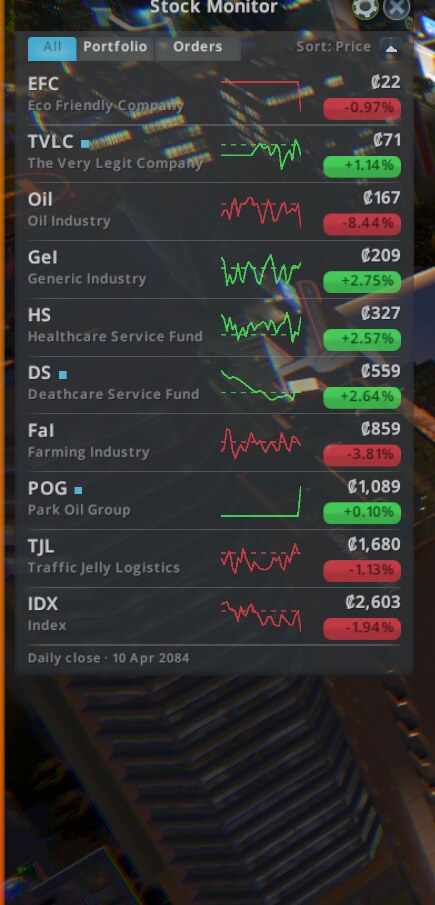 Stock Monitor
All Portfolio Orders Sort: Price
EFC ₡22
Eco Friendly Company -0.97%
TVLC ₡71
The Very Legit Company +1.14%
Oil ₡167
Oil Industry -8.44%
Gel ₡209
Generic Industry +2.75%
HS ₡327
Healthcare Service Fund +2.57%
DS ₡559
Deathcare Service Fund +2.64%
FaI ₡859
Farming Industry -3.81%
POG ₡1,089
Park Oil Group +0.10%
TJL ₡1,680
Traffic Jelly Logistics -1.13%
IDX ₡2,603
Index -1.94%
Daily close · 10 Apr 2084